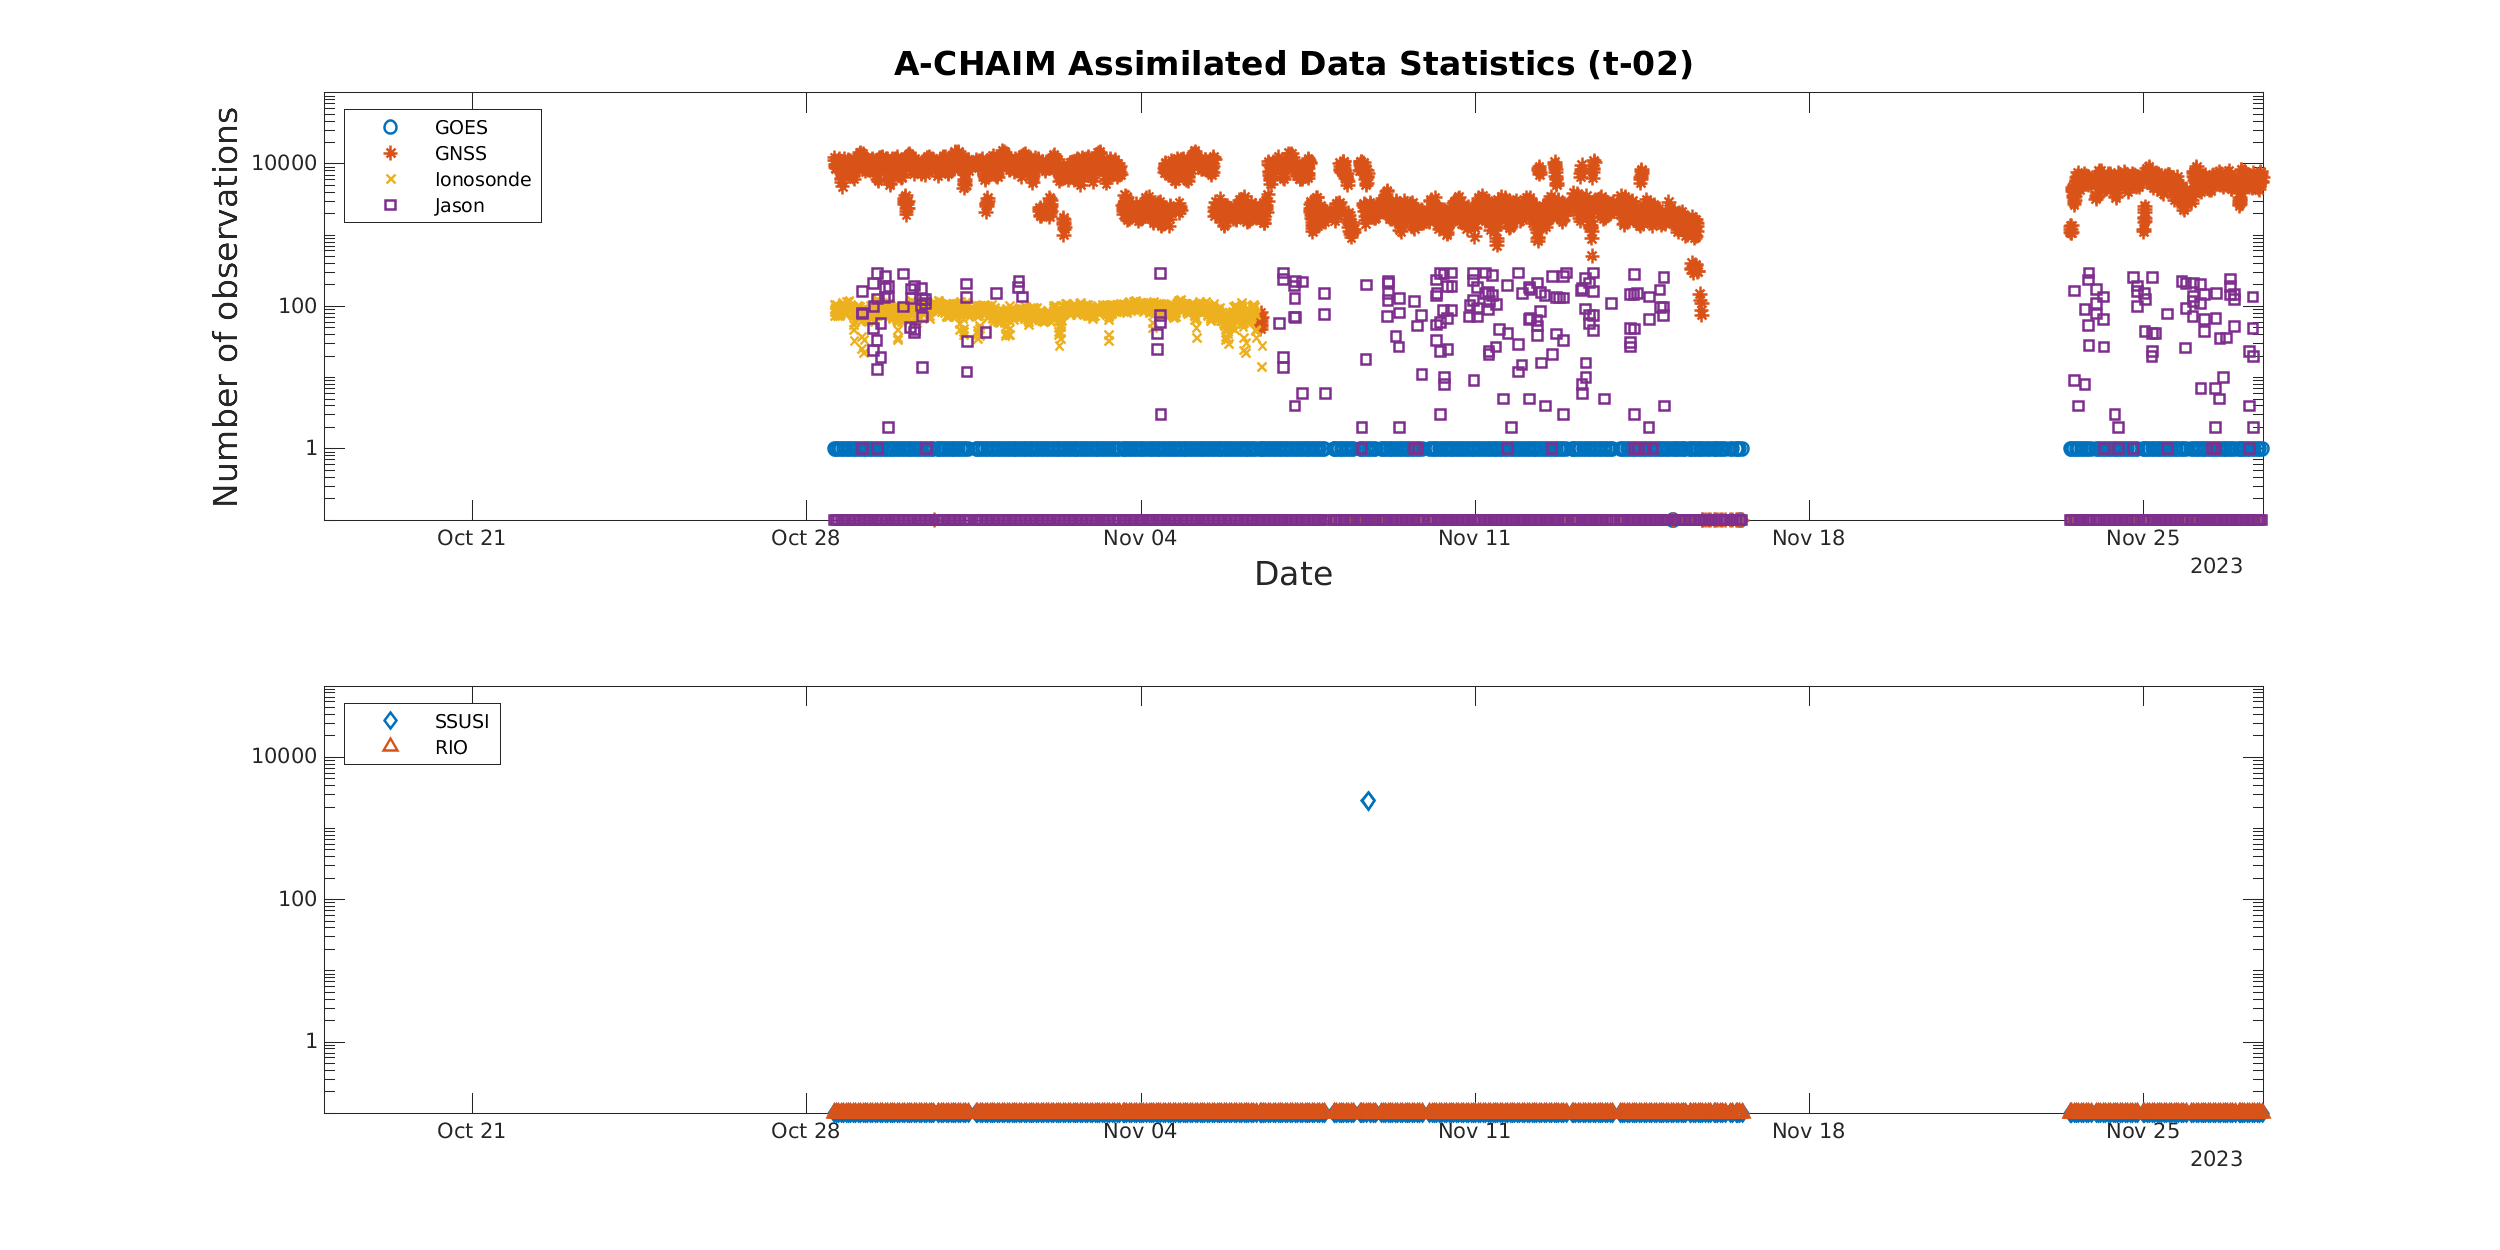 A-CHAIM Assimilated Data Statistics (t-02)
GOES
GNSS
Ionosonde
Jason
10000
100
1
Number of observations
Oct 21 Oct 28 Nov 04 Nov 11 Nov 18 Nov 25
2023
Date
SSUSI
RIO
10000
100
1
Oct 21 Oct 28 Nov 04 Nov 11 Nov 18 Nov 25
2023